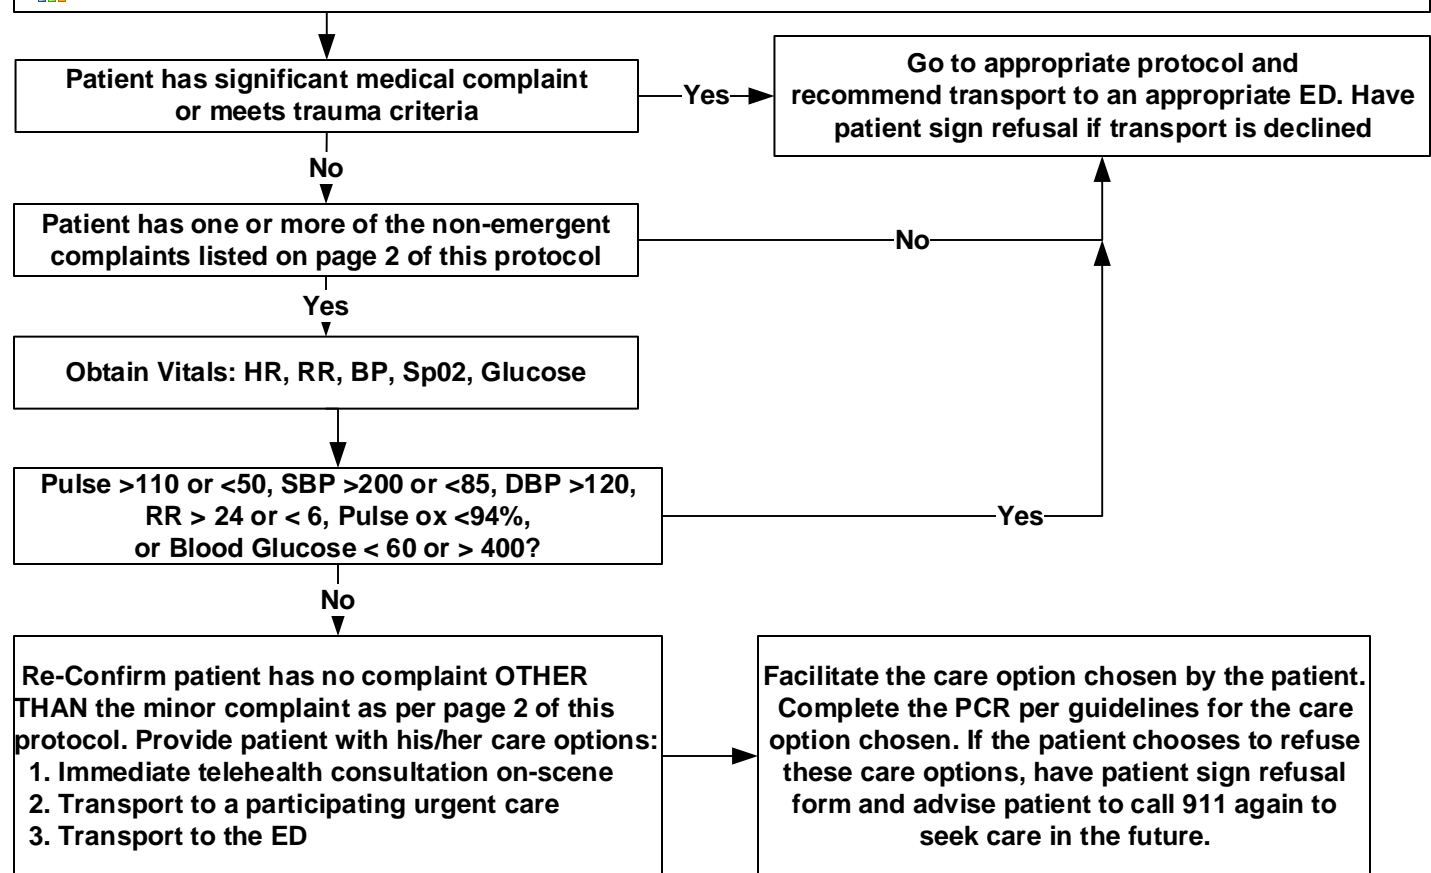 Patient has significant medical complaint
or meets trauma criteria
Yes
Go to appropriate protocol and
recommend transport to an appropriate ED. Have
patient sign refusal if transport is declined
No
Patient has one or more of the non-emergent
complaints listed on page 2 of this protocol
No
Yes
Obtain Vitals: HR, RR, BP, Sp02, Glucose
Pulse >110 or <50, SBP >200 or <85, DBP >120,
RR > 24 or < 6, Pulse ox <94%,
or Blood Glucose < 60 or > 400?
Yes
No
Re-Confirm patient has no complaint OTHER
THAN the minor complaint as per page 2 of this
protocol. Provide patient with his/her care options:
1. Immediate telehealth consultation on-scene
2. Transport to a participating urgent care
3. Transport to the ED
Facilitate the care option chosen by the patient.
Complete the PCR per guidelines for the care
option chosen. If the patient chooses to refuse
these care options, have patient sign refusal
form and advise patient to call 911 again to
seek care in the future.